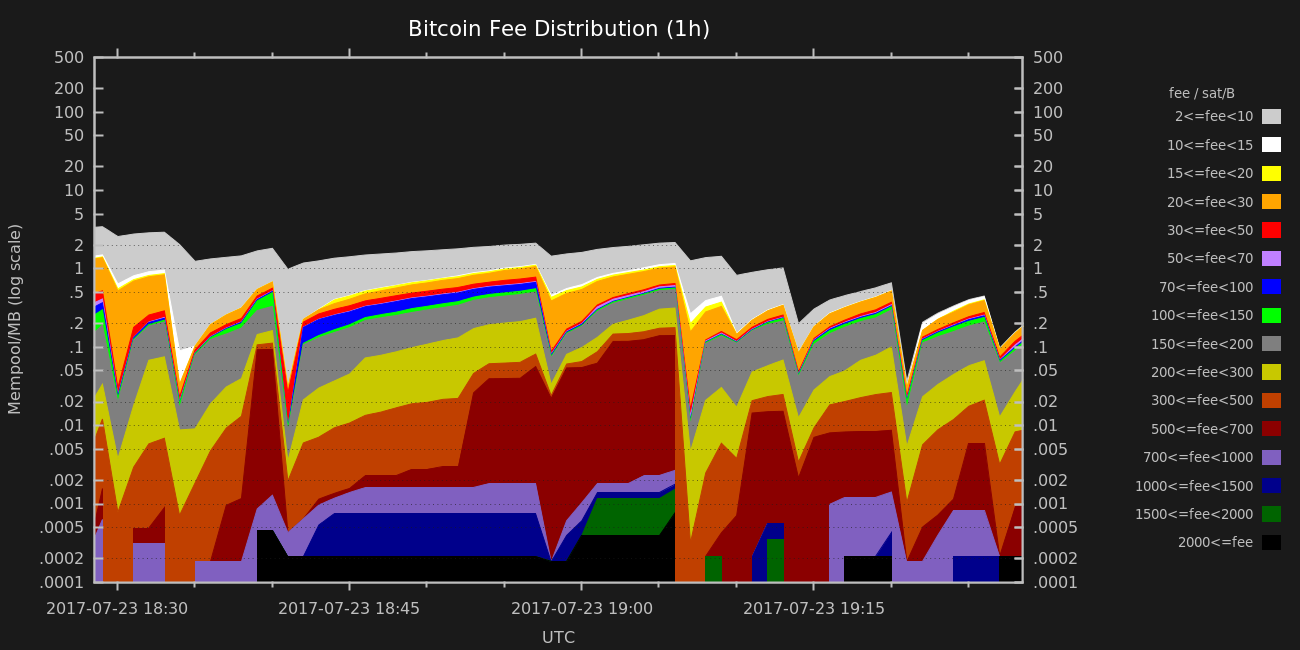 Bitcoin Fee Distribution (1h)
500 500
200 200
100 100
50 50
20 20
10 10
5 5
2 2
1 1
.5 .5
.2 .2
.1 .1
.05 .05
.02 .02
.01 .01
.005 .005
.002 .002
.001 .001
.0005 .0005
.0002 .0002
.0001 .0001
Mempool/MB (log scale)
2017-07-23 18:30 2017-07-23 18:45 2017-07-23 19:00 2017-07-23 19:15
UTC
fee / sat/B
2<=fee<10
10<=fee<15
15<=fee<20
20<=fee<30
30<=fee<50
50<=fee<70
70<=fee<100
100<=fee<150
150<=fee<200
200<=fee<300
300<=fee<500
500<=fee<700
700<=fee<1000
1000<=fee<1500
1500<=fee<2000
2000<=fee